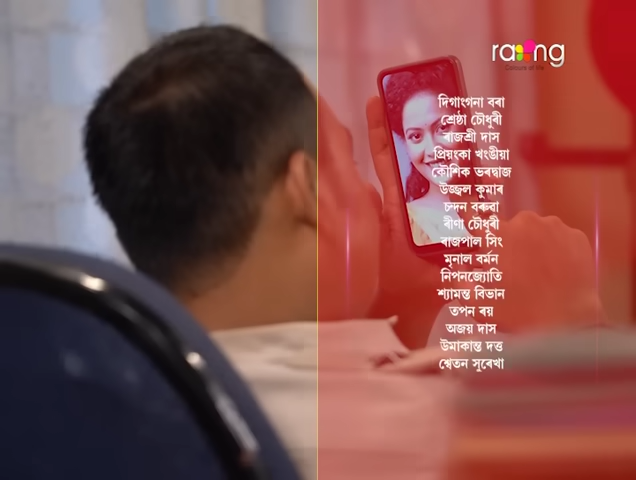 rang
দিগাংগনা বৰা
শ্ৰেষ্ঠা চৌধুৰী
ৰাজশ্ৰী দাস
প্ৰিয়ংকা খংঙীয়া
কৌশিক ভৰদ্বাজ
উজ্জ্বল কুমাৰ
চন্দন বৰুৱা
ৰীণা চৌধুৰী
ৰাজপাল সিং
মৃনাল বৰ্মন
নিপনজ্যোতি
শ্যামন্ত বিভান
তপন ৰয়
অজয় দাস
উমাকান্ত দত্ত
শ্বেতন সুৰেখা